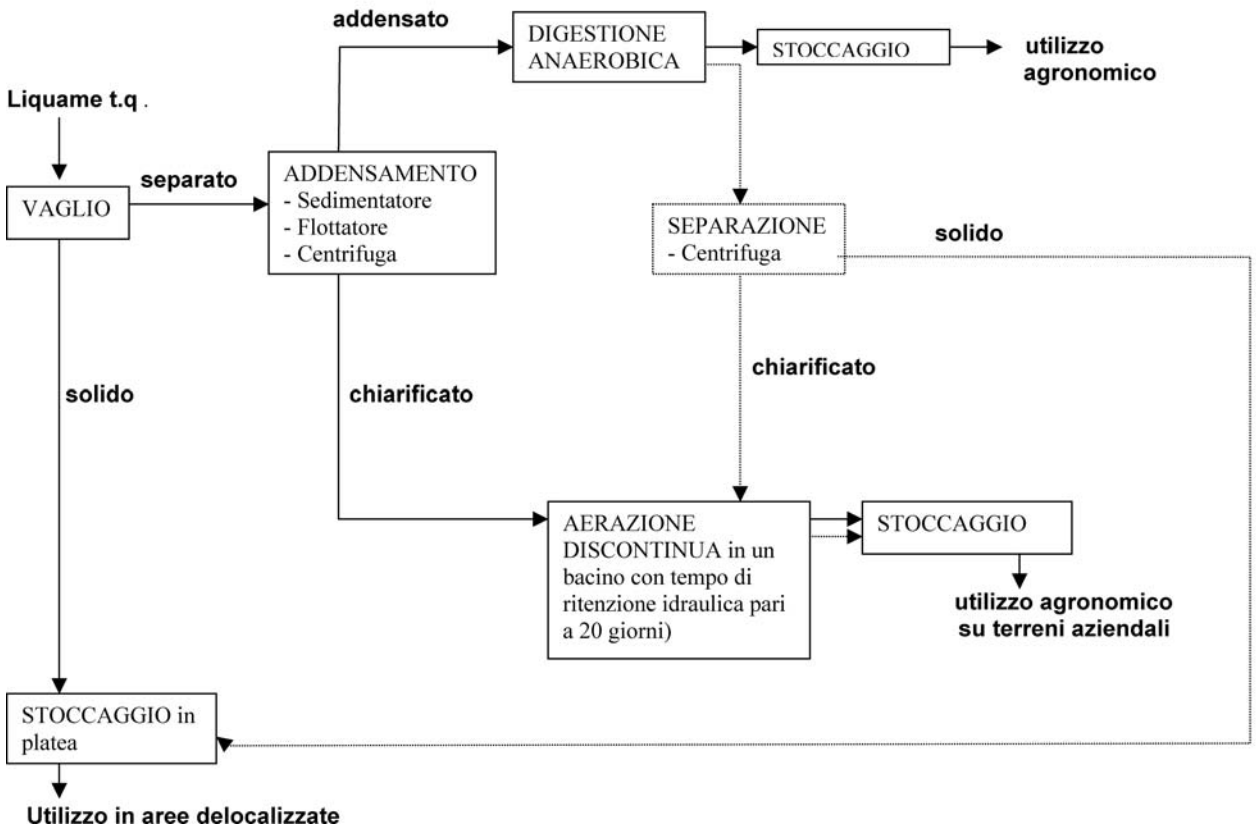 addensato
DIGESTIONE
ANAEROBICA
STOCCAGGIO
utilizzo
agronomico
Liquame t.q .
VAGLIO
separato
ADDENSAMENTO
- Sedimentatore
- Flottatore
- Centrifuga
SEPARAZIONE
- Centrifuga
solido
solido
chiarificato
chiarificato
AERAZIONE
DISCONTINUA in un
bacino con tempo di
ritenzione idraulica pari
a 20 giorni)
STOCCAGGIO
utilizzo agronomico
su terreni aziendali
STOCCAGGIO in
platea
Utilizzo in aree delocalizzate